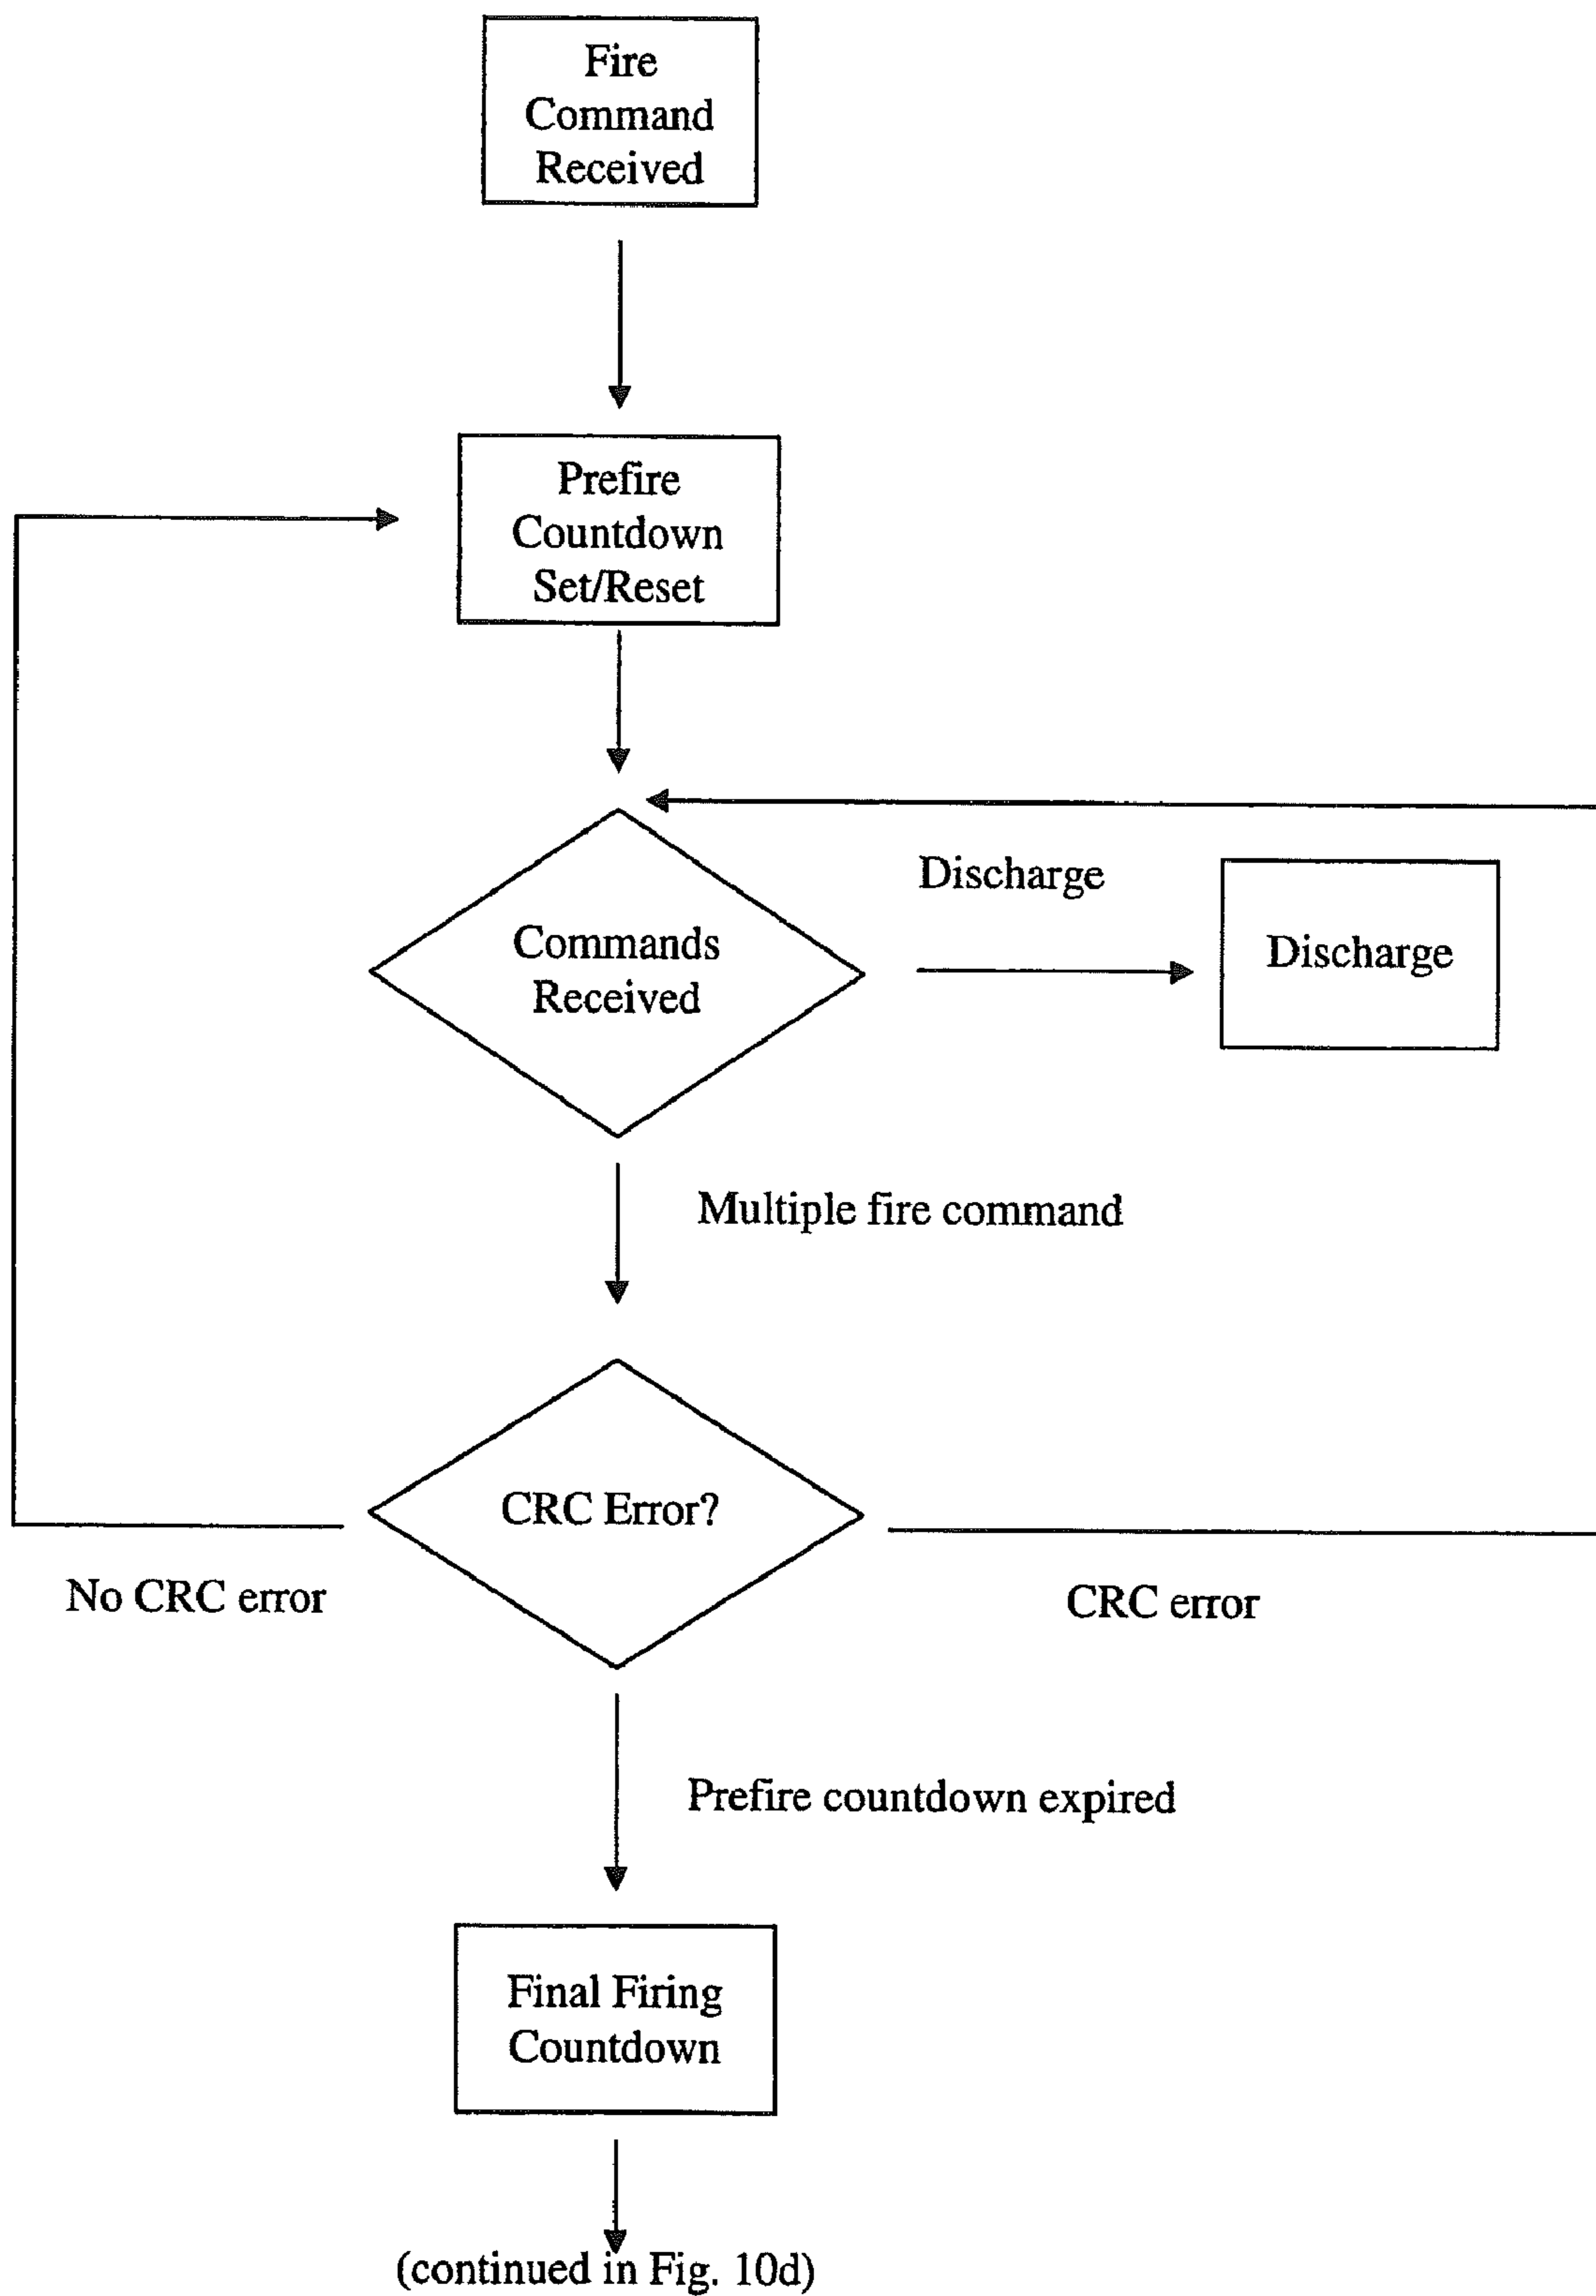 Fire
Command
Received
Prefire
Countdown
Set/Reset
Discharge
Commands
Received
Discharge
Multiple fire command
CRC Error?
No CRC error
CRC error
Prefire countdown expired
Final Firing
Countdown
(continued in Fig. 10d)